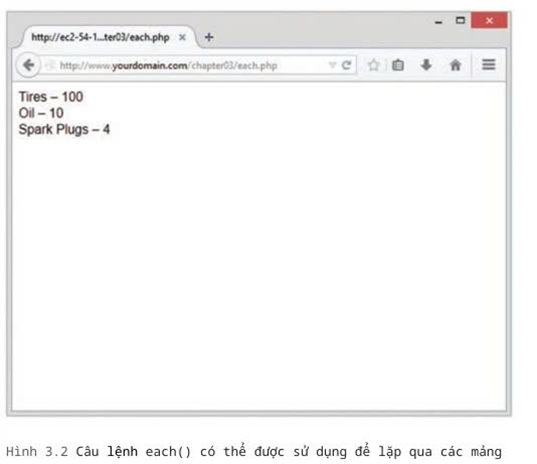 http://ec2-54-1...ter03/each.php × +
http://www.yourdomain.com/chapter03/each.php
Tires – 100
Oil – 10
Spark Plugs – 4
Hình 3.2 Câu lệnh each() có thể được sử dụng để lặp qua các mảng